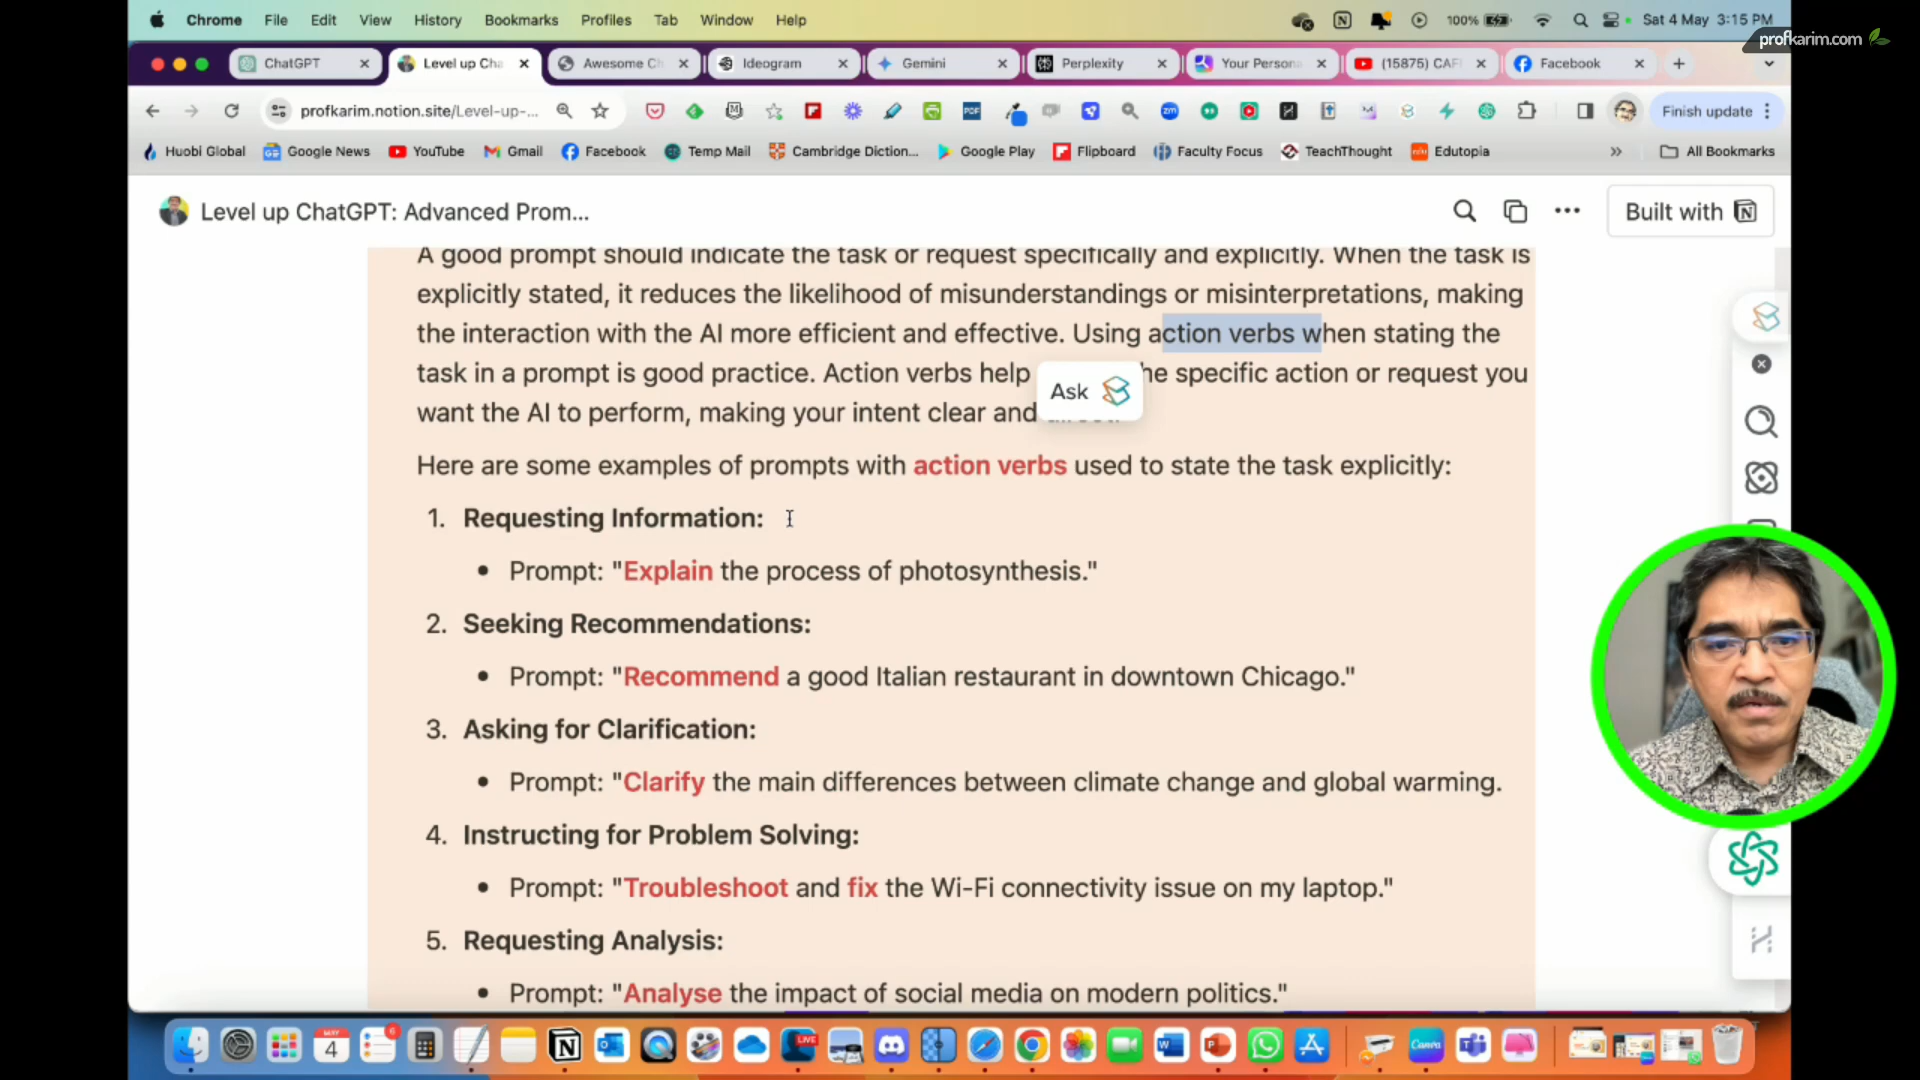 Chrome File Edit View History Bookmarks Profiles Tab Window Help 100% Sat 4 May 3:15 PM
profkarim.com
ChatGPT Level up Cha Awesome Ch Ideogram Gemini Perplexity Your Persona (15875) CAF Facebook
profkarim.notion.site/Level-up-... Finish update
Huobi Global Google News YouTube Gmail Facebook Temp Mail Cambridge Diction... Google Play Flipboard Faculty Focus TeachThought Edutopia All Bookmarks
Level up ChatGPT: Advanced Prom... Built with
A good prompt should indicate the task or request specifically and explicitly. When the task is
explicitly stated, it reduces the likelihood of misunderstandings or misinterpretations, making
the interaction with the AI more efficient and effective. Using action verbs when stating the
task in a prompt is good practice. Action verbs help he specific action or request you
Ask
want the AI to perform, making your intent clear and
Here are some examples of prompts with action verbs used to state the task explicitly:
1. Requesting Information:
• Prompt: "Explain the process of photosynthesis."
2. Seeking Recommendations:
• Prompt: "Recommend a good Italian restaurant in downtown Chicago."
3. Asking for Clarification:
• Prompt: "Clarify the main differences between climate change and global warming.
4. Instructing for Problem Solving:
• Prompt: "Troubleshoot and fix the Wi-Fi connectivity issue on my laptop."
5. Requesting Analysis:
• Prompt: "Analyse the impact of social media on modern politics."
MAY
4
6
LIVE
Canva